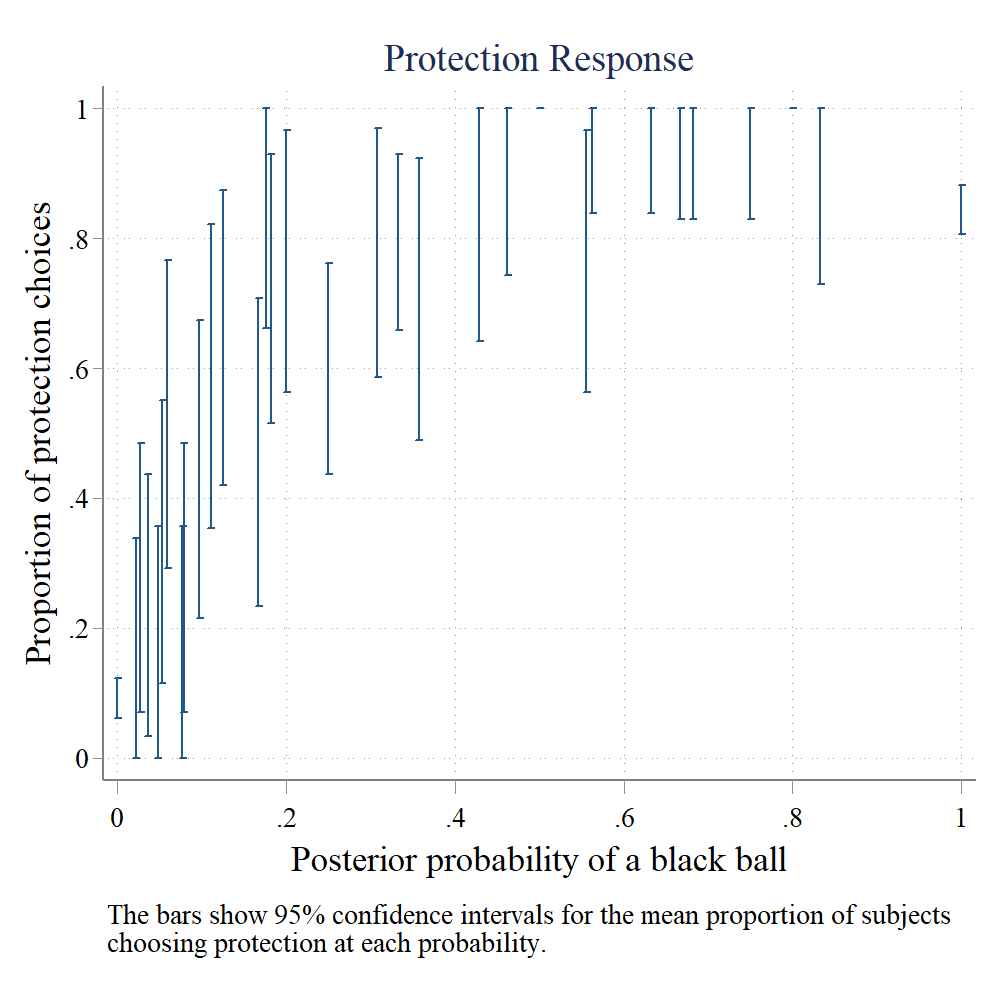 Protection Response
Proportion of protection choices
1
.8
.6
.4
.2
0
0 .2 .4 .6 .8 1
Posterior probability of a black ball
The bars show 95% confidence intervals for the mean proportion of subjects
choosing protection at each probability.